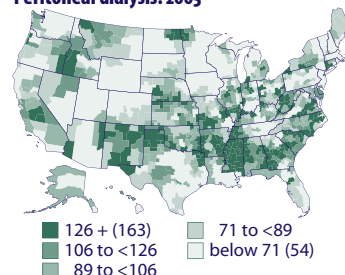 Peritoneal dialysis: 2005
126 + (163)
71 to <89
106 to <126
below 71 (54)
89 to <106